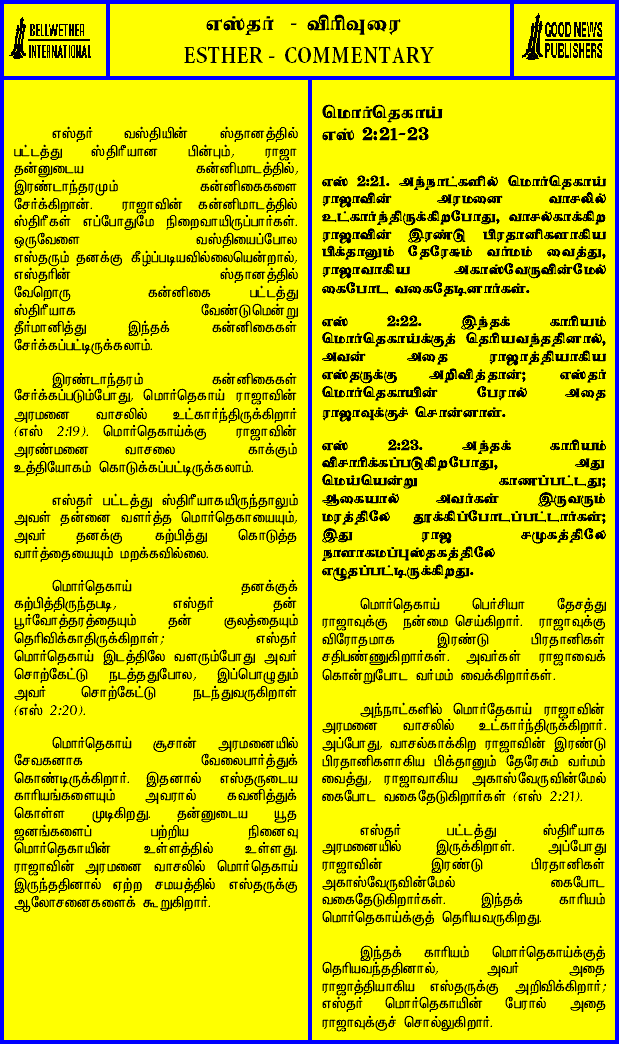 BELLWETHER
INTERNATIONAL
எஸ்தர் - விரிவுரை
ESTHER - COMMENTARY
GOOD NEWS
PUBLISHERS
எஸ்தர் வஸ்தியின் ஸ்தானத்தில்
பட்டத்து ஸ்திரீயான பின்பும், ராஜா
தன்னுடைய கன்னிமாடத்தில்,
இரண்டாந்தரமும் கன்னிகைகளை
சேர்க்கிறான். ராஜாவின் கன்னிமாடத்தில்
ஸ்திரீகள் எப்போதுமே நிறைவாயிருப்பார்கள்.
ஒருவேளை வஸ்தியைப்போல
எஸ்தரும் தனக்கு கீழ்ப்படியவில்லையென்றால்,
எஸ்தரின் ஸ்தானத்தில்
வேறொரு கன்னிகை பட்டத்து
ஸ்திரீயாக வேண்டுமென்று
தீர்மானித்து இந்தக் கன்னிகைகள்
சேர்க்கப்பட்டிருக்கலாம்.
இரண்டாந்தரம் கன்னிகைகள்
சேர்க்கப்படும்போது, மொர்தெகாய் ராஜாவின்
அரமனை வாசலில் உட்கார்ந்திருக்கிறார்
(எஸ் 2:19). மொர்தெகாய்க்கு ராஜாவின்
அரண்மனை வாசலை காக்கும்
உத்தியோகம் கொடுக்கப்பட்டிருக்கலாம்.
எஸ்தர் பட்டத்து ஸ்திரீயாகயிருந்தாலும்
அவள் தன்னை வளர்த்த மொர்தெகாயையும்,
அவர் தனக்கு கற்பித்து கொடுத்த
வார்த்தையையும் மறக்கவில்லை.
மொர்தெகாய் தனக்குக்
கற்பித்திருந்தபடி, எஸ்தர் தன்
பூர்வோத்தரத்தையும் தன் குலத்தையும்
தெரிவிக்காதிருக்கிறாள்; எஸ்தர்
மொர்தெகாய் இடத்திலே வளரும்போது அவர்
சொற்கேட்டு நடத்ததுபோல, இப்பொழுதும்
அவர் சொற்கேட்டு நடந்துவருகிறாள்
(எஸ் 2:20).
மொர்தெகாய் சூசான் அரமனையில்
சேவகனாக வேலைபார்த்துக்
கொண்டிருக்கிறார். இதனால் எஸ்தருடைய
காரியங்களையும் அவரால் கவனித்துக்
கொள்ள முடிகிறது. தன்னுடைய யூத
ஜனங்களைப் பற்றிய நினைவு
மொர்தெகாயின் உள்ளத்தில் உள்ளது.
ராஜாவின் அரமனை வாசலில் மொர்தெகாய்
இருந்ததினால் ஏற்ற சமயத்தில் எஸ்தருக்கு
ஆலோசனைகளைக் கூறுகிறார்.
மொர்தெகாய்
எஸ் 2:21-23
எஸ் 2:21. அந்நாட்களில் மொர்தெகாய்
ராஜாவின் அரமனை வாசலில்
உட்கார்ந்திருக்கிறபோது, வாசல்காக்கிற
ராஜாவின் இரண்டு பிரதானிகளாகிய
பிக்தானும் தேரேசும் வர்மம் வைத்து,
ராஜாவாகிய அகாஸ்வேருவின்மேல்
கைபோட வகைதேடினார்கள்.
எஸ் 2:22. இந்தக் காரியம்
மொர்தெகாய்க்குத் தெரியவந்ததினால்,
அவன் அதை ராஜாத்தியாகிய
எஸ்தருக்கு அறிவித்தான்; எஸ்தர்
மொர்தெகாயின் பேரால் அதை
ராஜாவுக்குச் சொன்னாள்.
எஸ் 2:23. அந்தக் காரியம்
விசாரிக்கப்படுகிறபோது, அது
மெய்யென்று காணப்பட்டது;
ஆகையால் அவர்கள் இருவரும்
மரத்திலே தூக்கிப்போடப்பட்டார்கள்;
இது ராஜ சமுகத்திலே
நாளாகமப்புஸ்தகத்திலே
எழுதப்பட்டிருக்கிறது.
மொர்தெகாய் பெர்சியா தேசத்து
ராஜாவுக்கு நன்மை செய்கிறார். ராஜாவுக்கு
விரோதமாக இரண்டு பிரதானிகள்
சதிபண்ணுகிறார்கள். அவர்கள் ராஜாவைக்
கொன்றுபோட வர்மம் வைக்கிறார்கள்.
அந்நாட்களில் மொர்தேகாய் ராஜாவின்
அரமனை வாசலில் உட்கார்ந்திருக்கிறார்.
அப்போது, வாசல்காக்கிற ராஜாவின் இரண்டு
பிரதானிகளாகிய பிக்தானும் தேரேசும் வர்மம்
வைத்து, ராஜாவாகிய அகாஸ்வேருவின்மேல்
கைபோட வகைதேடுகிறார்கள் (எஸ் 2:21).
எஸ்தர் பட்டத்து ஸ்திரீயாக
அரமனையில் இருக்கிறாள். அப்போது
ராஜாவின் இரண்டு பிரதானிகள்
அகாஸ்வேருவின்மேல் கைபோட
வகைதேடுகிறார்கள். இந்தக் காரியம்
மொர்தெகாய்க்குத் தெரியவருகிறது.
இந்தக் காரியம் மொர்தெகாய்க்குத்
தெரியவந்ததினால், அவர் அதை
ராஜாத்தியாகிய எஸ்தருக்கு அறிவிக்கிறார்;
எஸ்தர் மொர்தெகாயின் பேரால் அதை
ராஜாவுக்குச் சொல்லுகிறார்.